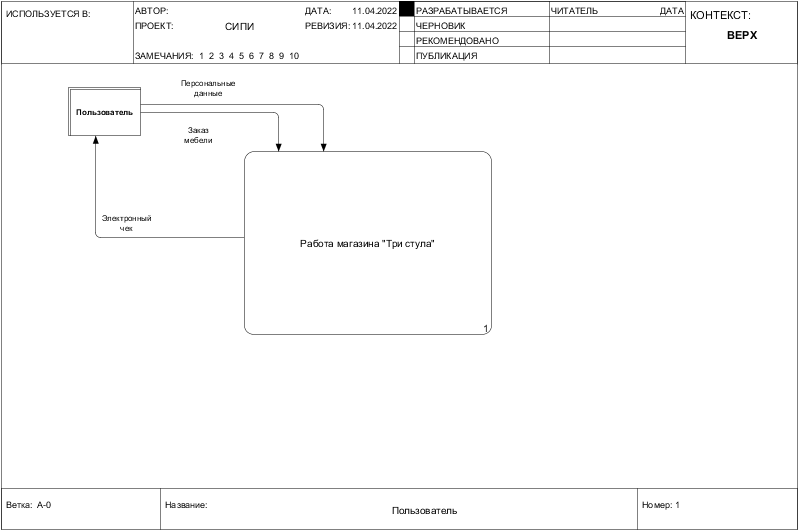 ИСПОЛЬЗУЕТСЯ В:
АВТОР:
ДАТА: 11.04.2022
ПРОЕКТ: СИПИ
РЕВИЗИЯ: 11.04.2022
ЗАМЕЧАНИЯ: 1 2 3 4 5 6 7 8 9 10
РАЗРАБАТЫВАЕТСЯ
ЧЕРНОВИК
РЕКОМЕНДОВАНО
ПУБЛИКАЦИЯ
ЧИТАТЕЛЬ ДАТА
КОНТЕКСТ:
ВЕРХ
Персональные
данные
Пользователь
Заказ
мебели
Электронный
чек
Работа магазина "Три стула"
1
Ветка: A-0
Название:
Пользователь
Номер: 1